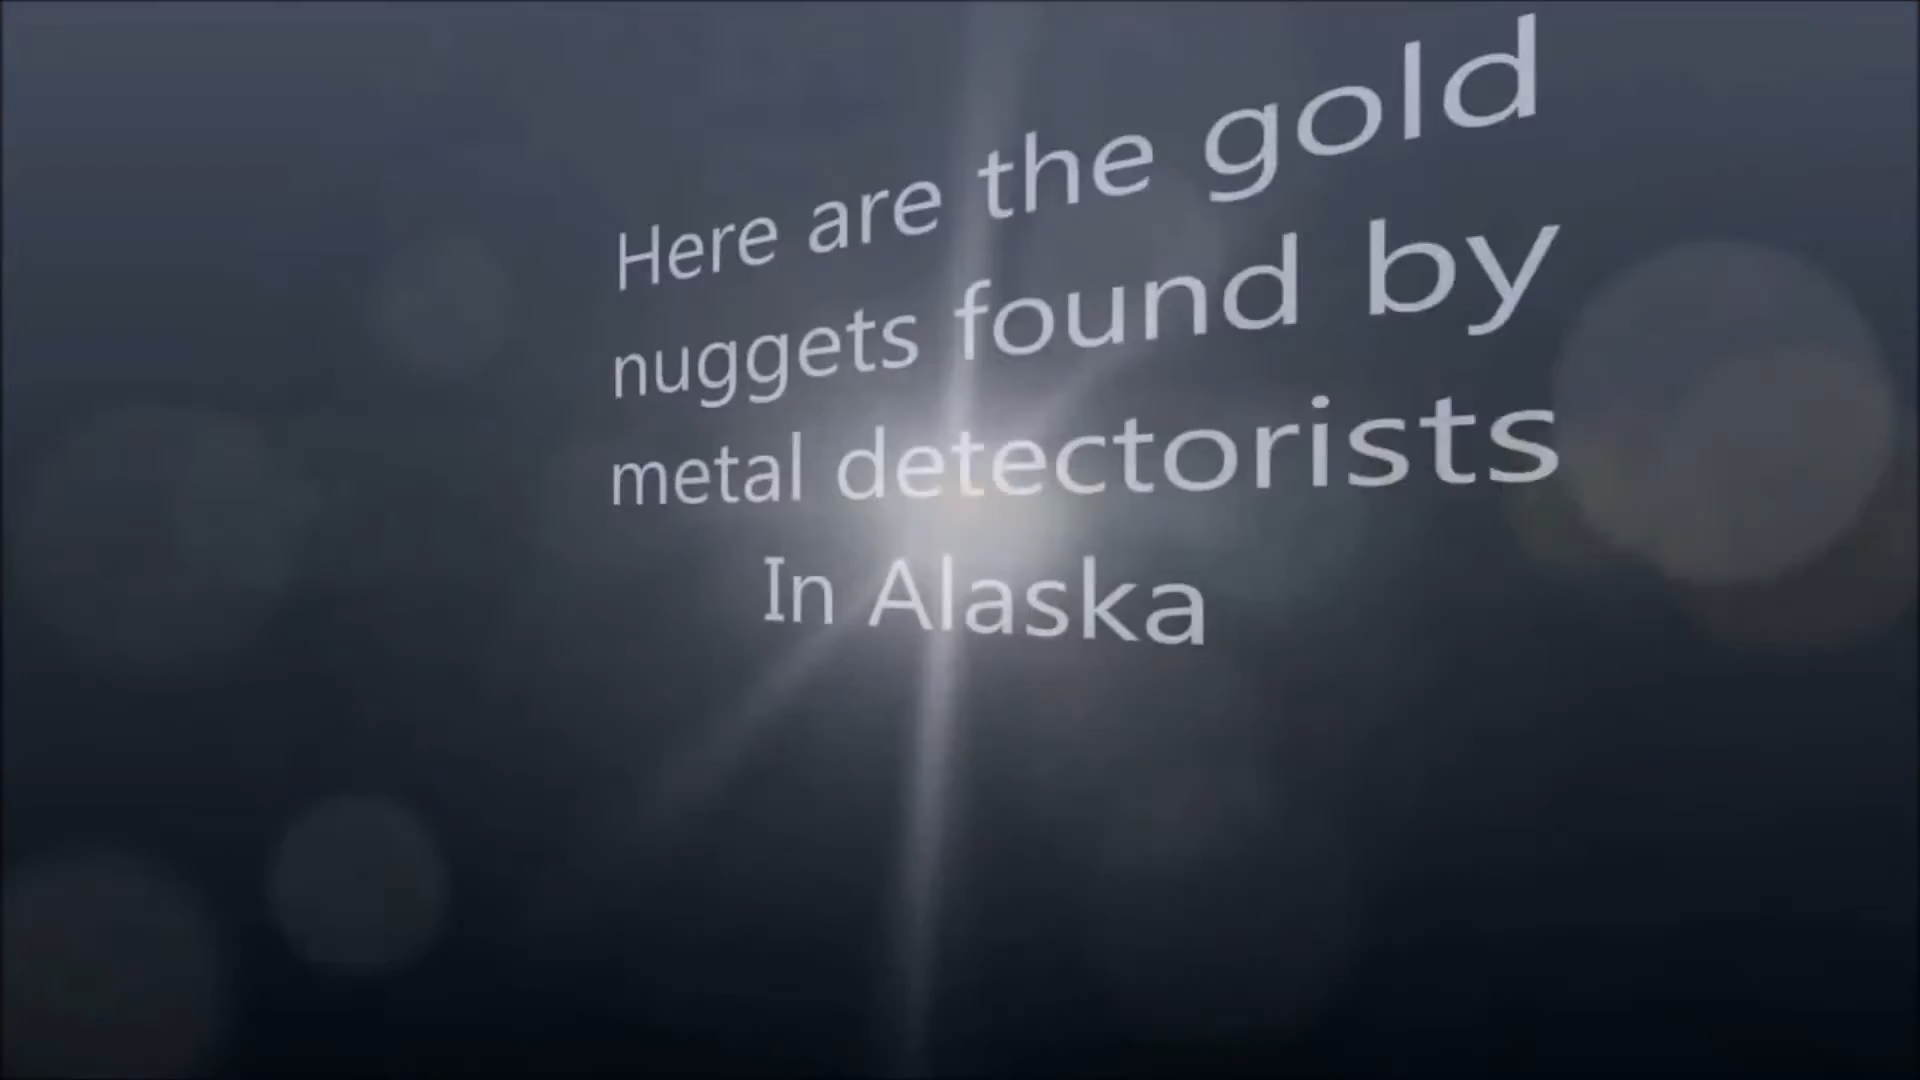 Here are the gold
nuggets found by
metal detectorists
In Alaska